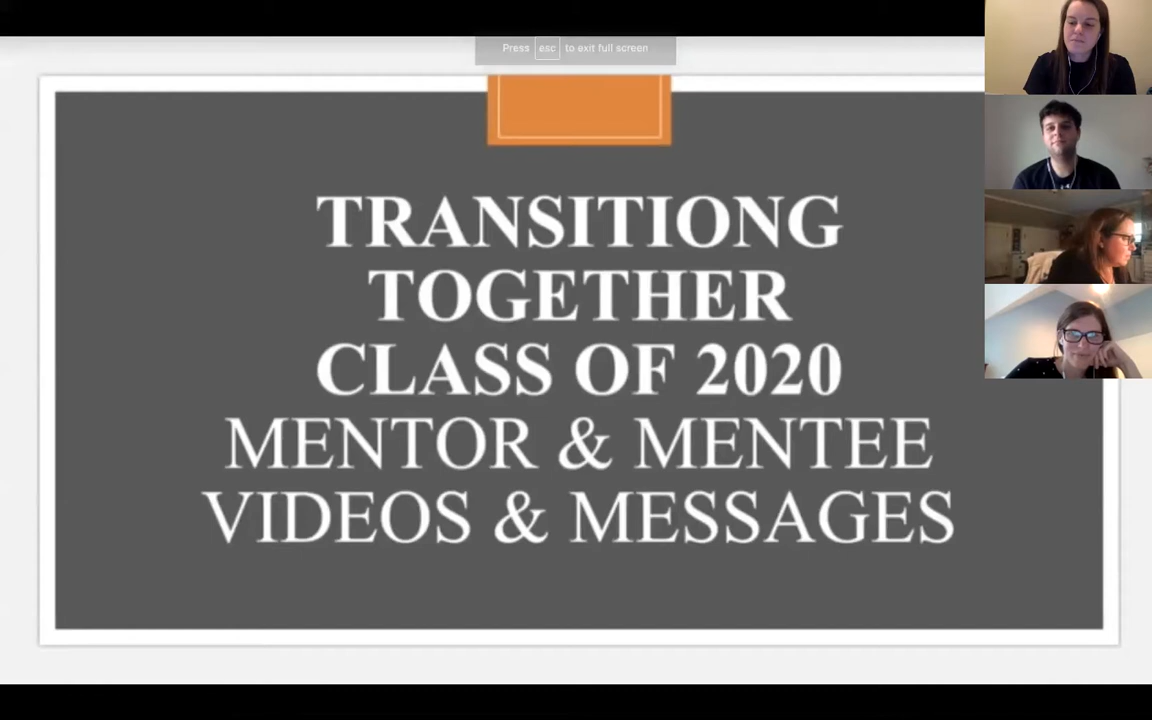 Press esc to exit full screen
TRANSITIONG
TOGETHER
CLASS OF 2020
MENTOR & MENTEE
VIDEOS & MESSAGES